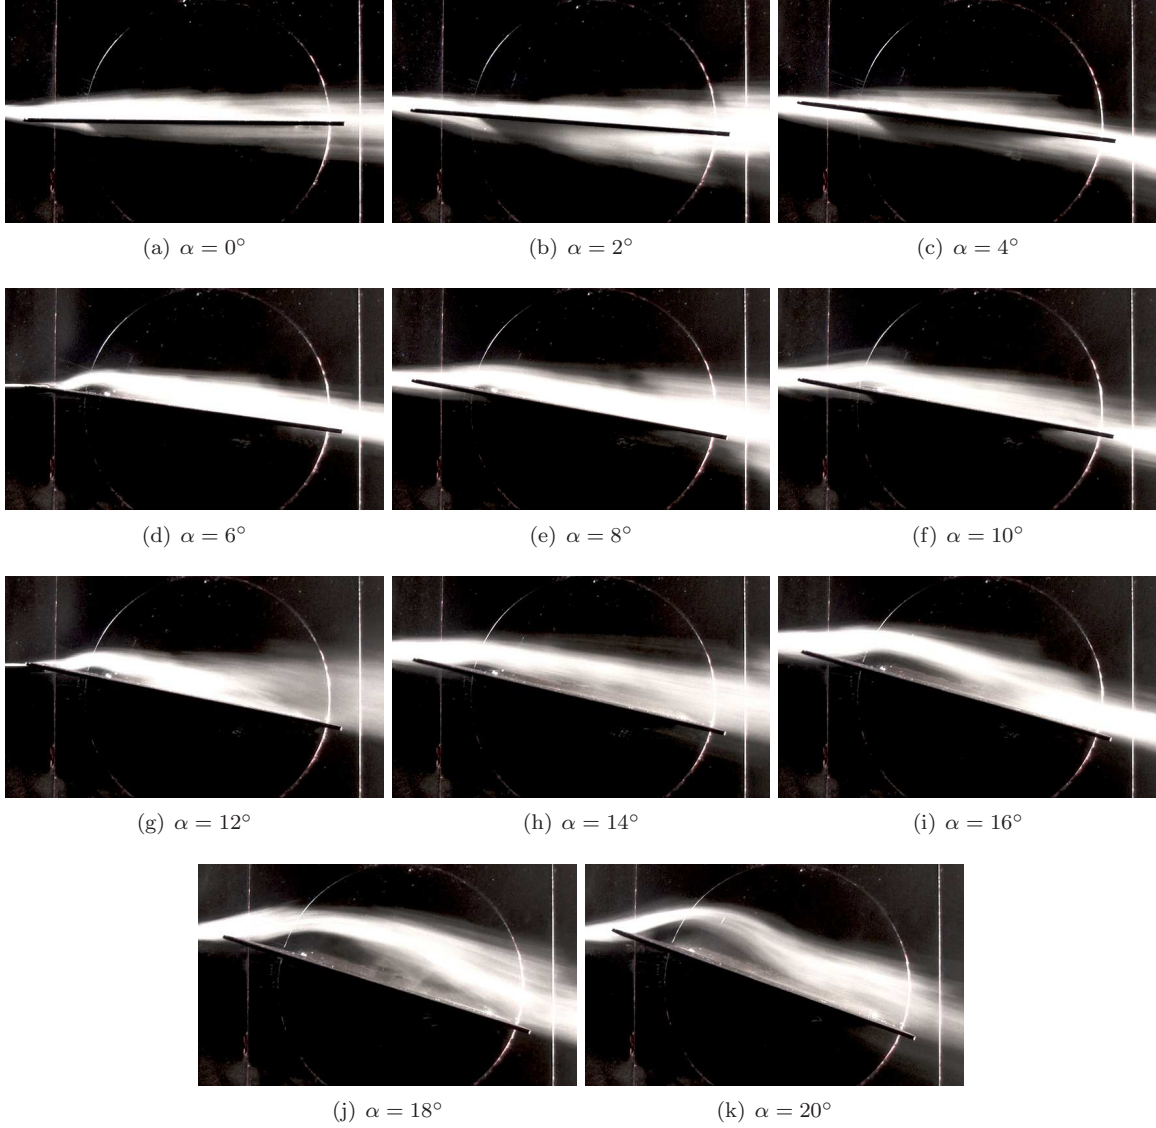 (a) α = 0°
(b) α = 2°
(c) α = 4°
(d) α = 6°
(e) α = 8°
(f) α = 10°
(g) α = 12°
(h) α = 14°
(i) α = 16°
(j) α = 18°
(k) α = 20°